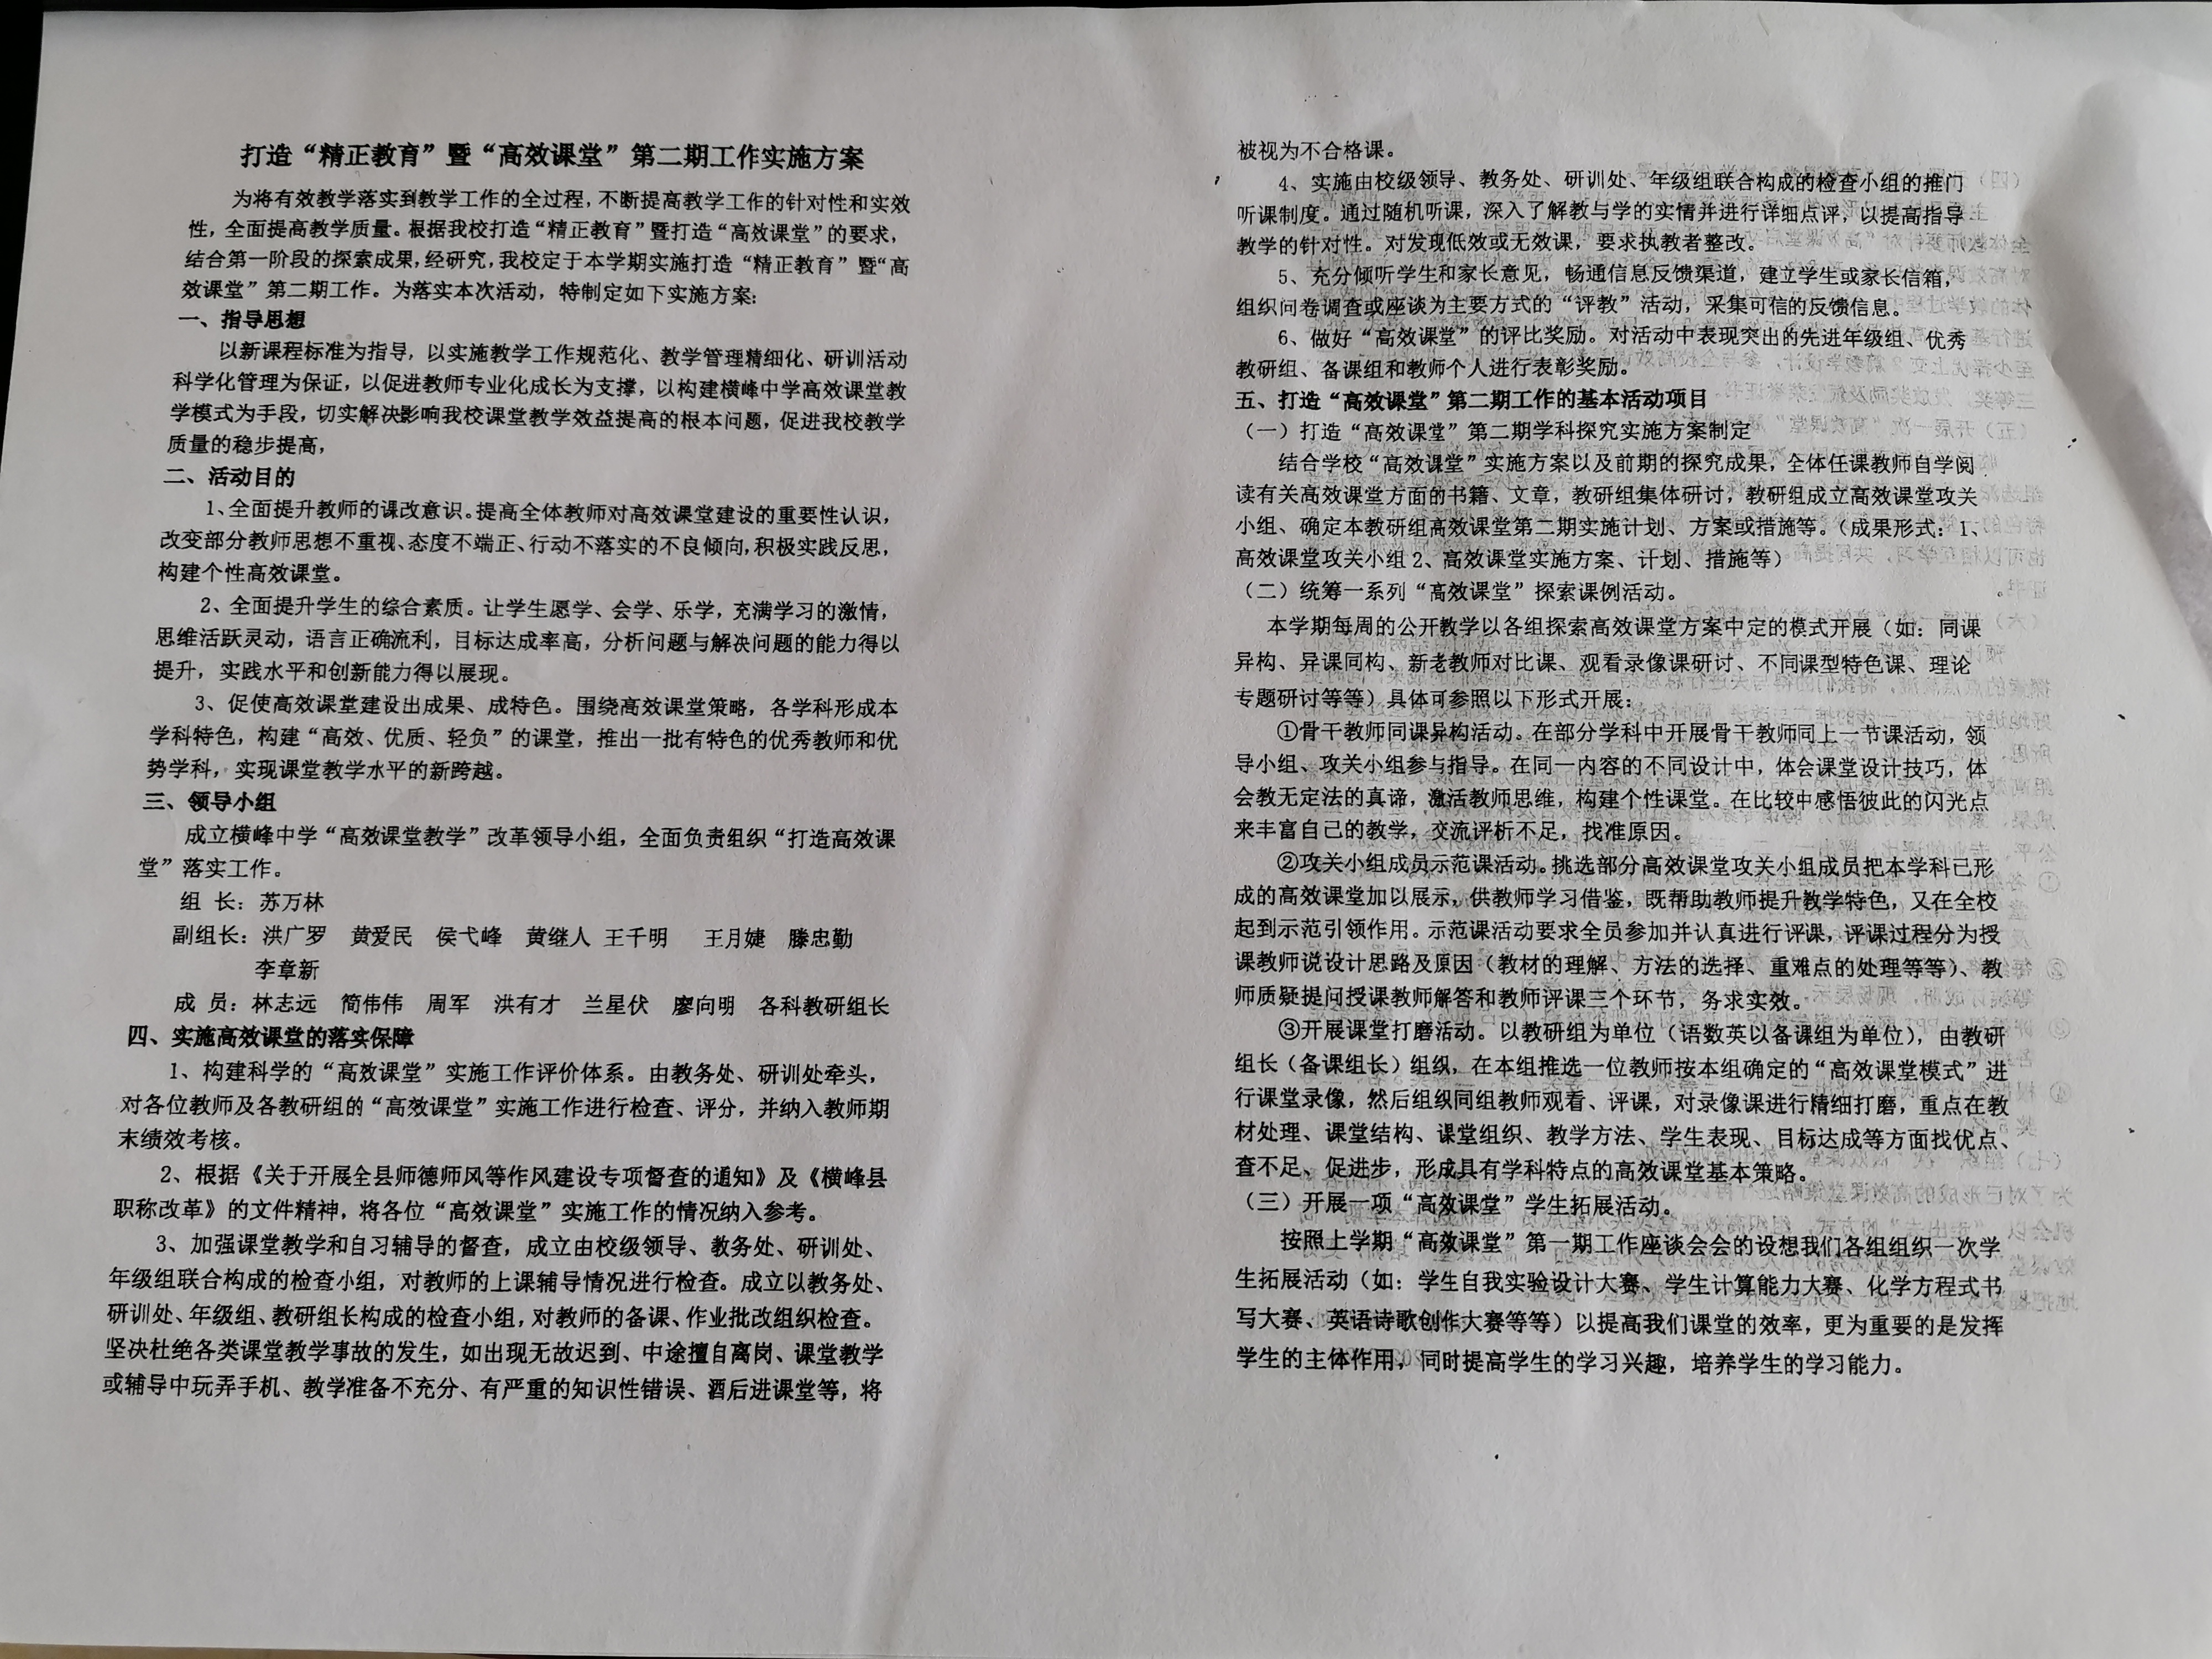 打造“精正教育”暨“高效课堂”第二期工作实施方案
为将有效教学落实到教学工作的全过程，不断提高教学工作的针对性和实效
性，全面提高教学质量。根据我校打造“精正教育”暨打造“高效课堂”的要求，
结合第一阶段的探索成果，经研究，我校定于本学期实施打造“精正教育”暨“高
效课堂”第二期工作。为落实本次活动，特制定如下实施方案：
一、指导思想
以新课程标准为指导，以实施教学工作规范化、教学管理精细化、研训活动
科学化管理为保证，以促进教师专业化成长为支撑，以构建横峰中学高效课堂教
学模式为手段，切实解决影响我校课堂教学效益提高的根本问题，促进我校教学
质量的稳步提高，
二、活动目的
1、全面提升教师的课改意识。提高全体教师对高效课堂建设的重要性认识，
改变部分教师思想不重视、态度不端正、行动不落实的不良倾向，积极实践反思，
构建个性高效课堂。
2、全面提升学生的综合素质。让学生愿学、会学、乐学，充满学习的激情，
思维活跃灵动，语言正确流利，目标达成率高，分析问题与解决问题的能力得以
提升，实践水平和创新能力得以展现。
3、促使高效课堂建设出成果、成特色。围绕高效课堂策略，各学科形成本
学科特色，构建“高效、优质、轻负”的课堂，推出一批有特色的优秀教师和优
势学科，实现课堂教学水平的新跨越。
三、领导小组
成立横峰中学“高效课堂教学”改革领导小组，全面负责组织“打造高效课
堂”落实工作。
组 长：苏万林
副组长：洪广罗 黄爱民 侯弋峰 黄继人 王千明 王月婕 滕忠勤
李章新
成 员：林志远 简伟伟 周军 洪有才 兰星伏 廖向明 各科教研组长
四、实施高效课堂的落实保障
1、构建科学的“高效课堂”实施工作评价体系。由教务处、研训处牵头，
对各位教师及各教研组的“高效课堂”实施工作进行检查、评分，并纳入教师期
末绩效考核。
2、根据《关于开展全县师德师风等作风建设专项督查的通知》及《横峰县
职称改革》的文件精神，将各位“高效课堂”实施工作的情况纳入参考。
3、加强课堂教学和自习辅导的督查，成立由校级领导、教务处、研训处、
年级组联合构成的检查小组，对教师的上课辅导情况进行检查。成立以教务处、
研训处、年级组、教研组长构成的检查小组，对教师的备课、作业批改组织检查。
坚决杜绝各类课堂教学事故的发生，如出现无故迟到、中途擅自离岗、课堂教学
或辅导中玩弄手机、教学准备不充分、有严重的知识性错误、酒后进课堂等，将
被视为不合格课。
4、实施由校级领导、教务处、研训处、年级组联合构成的检查小组的推门
听课制度。通过随机听课，深入了解教与学的实情并进行详细点评，以提高指导
教学的针对性。对发现低效或无效课，要求执教者整改。
5、充分倾听学生和家长意见，畅通信息反馈渠道，建立学生或家长信箱，
组织问卷调查或座谈为主要方式的“评教”活动，采集可信的反馈信息。
6、做好“高效课堂”的评比奖励。对活动中表现突出的先进年级组、优秀
教研组、备课组和教师个人进行表彰奖励。
五、打造“高效课堂”第二期工作的基本活动项目
（一）打造“高效课堂”第二期学科探究实施方案制定
结合学校“高效课堂”实施方案以及前期的探究成果，全体任课教师自学阅
读有关高效课堂方面的书籍、文章，教研组集体研讨，教研组成立高效课堂攻关
小组、确定本教研组高效课堂第二期实施计划、方案或措施等。（成果形式：1、
高效课堂攻关小组2、高效课堂实施方案、计划、措施等）
（二）统筹一系列“高效课堂”探索课例活动。
本学期每周的公开教学以各组探索高效课堂方案中定的模式开展（如：同课
异构、异课同构、新老教师对比课、观看录像课研讨、不同课型特色课、理论
专题研讨等等）具体可参照以下形式开展：
①骨干教师同课异构活动。在部分学科中开展骨干教师同上一节课活动，领
导小组、攻关小组参与指导。在同一内容的不同设计中，体会课堂设计技巧，体
会教无定法的真谛，激活教师思维，构建个性课堂。在比较中感悟彼此的闪光点
来丰富自己的教学，交流评析不足，找准原因。
②攻关小组成员示范课活动。挑选部分高效课堂攻关小组成员把本学科已形
成的高效课堂加以展示，供教师学习借鉴，既帮助教师提升教学特色，又在全校
起到示范引领作用。示范课活动要求全员参加并认真进行评课，评课过程分为授
课教师说设计思路及原因（教材的理解、方法的选择、重难点的处理等等）、教
师质疑提问授课教师解答和教师评课三个环节，务求实效。
③开展课堂打磨活动。以教研组为单位（语数英以备课组为单位），由教研
组长（备课组长）组织，在本组推选一位教师按本组确定的“高效课堂模式”进
行课堂录像，然后组织同组教师观看、评课，对录像课进行精细打磨，重点在教
材处理、课堂结构、课堂组织、教学方法、学生表现、目标达成等方面找优点、
查不足、促进步，形成具有学科特点的高效课堂基本策略。
（三）开展一项“高效课堂”学生拓展活动。
按照上学期“高效课堂”第一期工作座谈会会的设想我们各组组织一次学
生拓展活动（如：学生自我实验设计大赛、学生计算能力大赛、化学方程式书
写大赛、英语诗歌创作大赛等等）以提高我们课堂的效率，更为重要的是发挥
学生的主体作用，同时提高学生的学习兴趣，培养学生的学习能力。